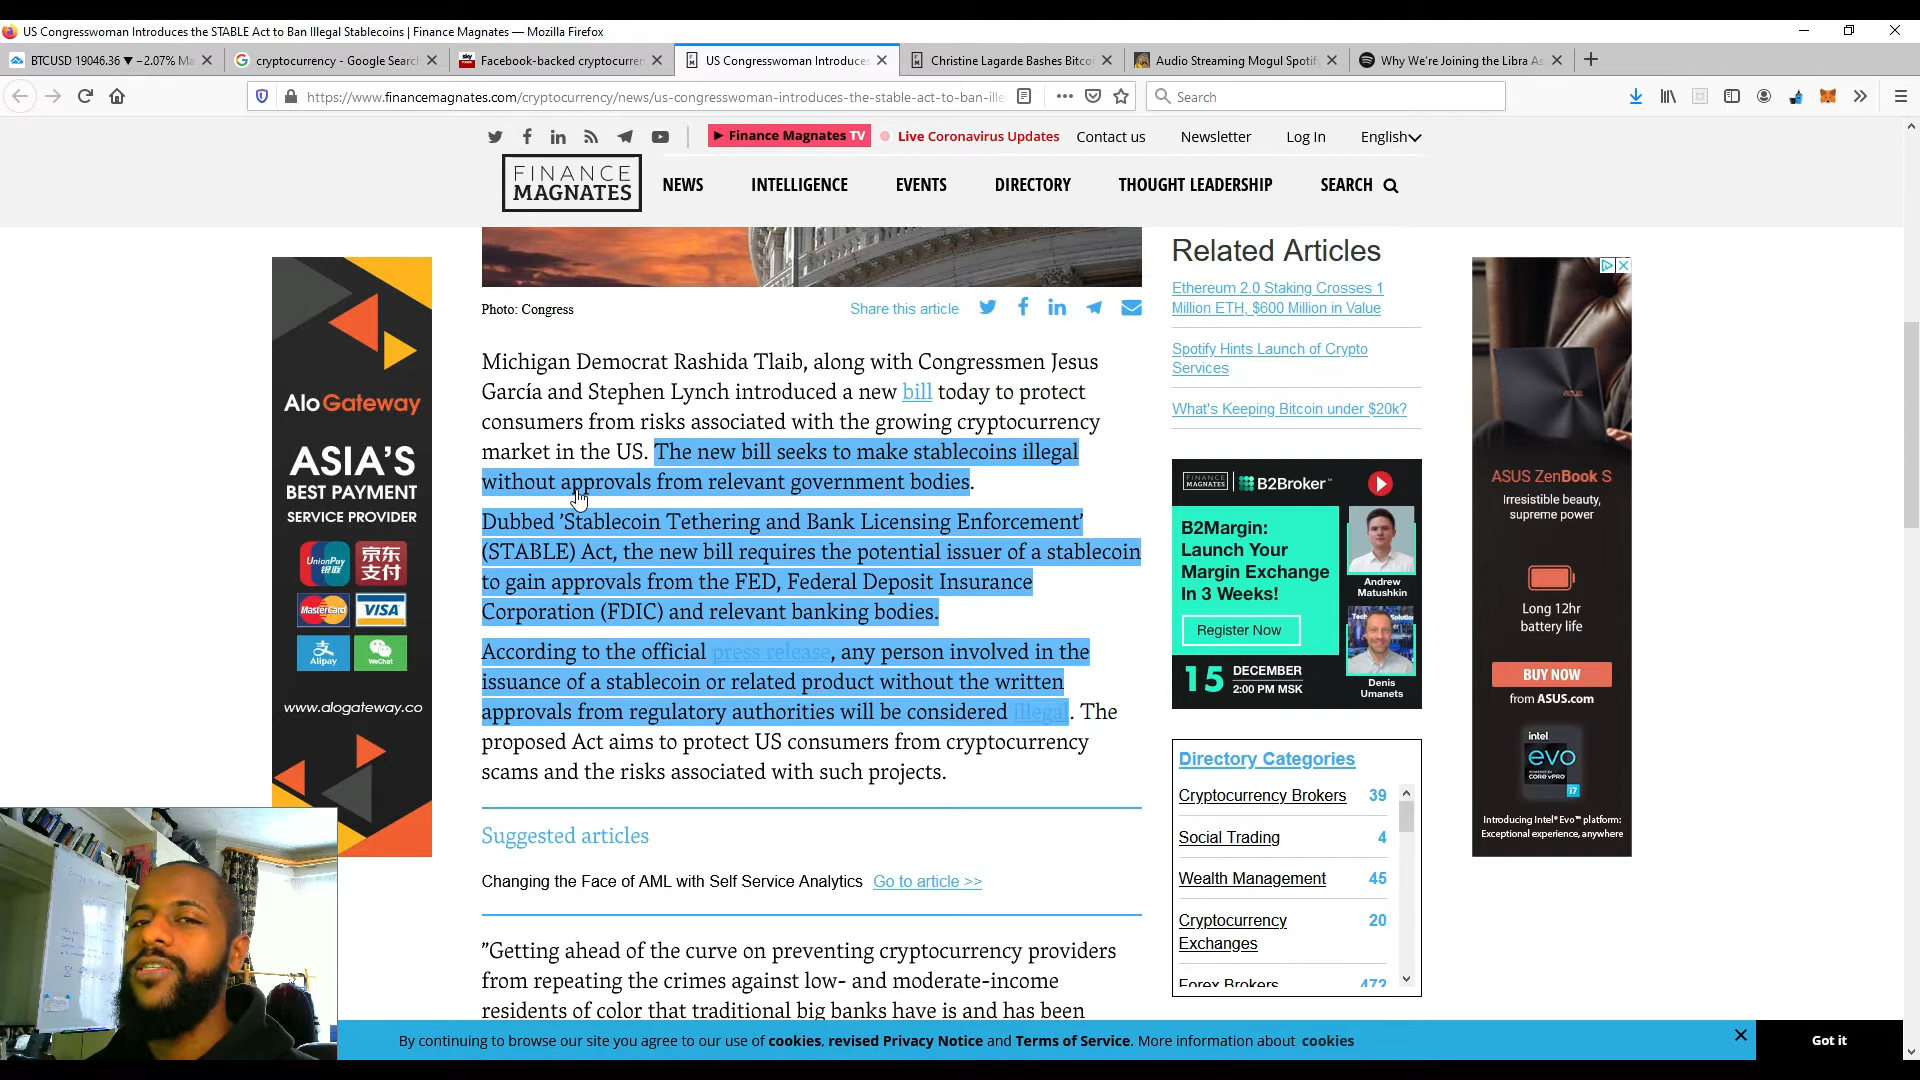 US Congresswoman Introduces the STABLE Act to Ban Illegal Stablecoins | Finance Magnates — Mozilla Firefox
BTCUSD 19046.36 ▼ −2.07% Ma
cryptocurrency - Google Search
Facebook-backed cryptocurren
US Congresswoman Introduces
Christine Lagarde Bashes Bitco
Audio Streaming Mogul Spotify
Why We're Joining the Libra As
https://www.financemagnates.com/cryptocurrency/news/us-congresswoman-introduces-the-stable-act-to-ban-ille
Search
Finance Magnates TV
Live Coronavirus Updates
Contact us
Newsletter
Log In
English
FINANCE
MAGNATES
NEWS
INTELLIGENCE
EVENTS
DIRECTORY
THOUGHT LEADERSHIP
SEARCH
Photo: Congress
Share this article
Michigan Democrat Rashida Tlaib, along with Congressmen Jesus
García and Stephen Lynch introduced a new bill today to protect
consumers from risks associated with the growing cryptocurrency
market in the US. The new bill seeks to make stablecoins illegal
without approvals from relevant government bodies.
Dubbed 'Stablecoin Tethering and Bank Licensing Enforcement'
(STABLE) Act, the new bill requires the potential issuer of a stablecoin
to gain approvals from the FED, Federal Deposit Insurance
Corporation (FDIC) and relevant banking bodies.
According to the official press release, any person involved in the
issuance of a stablecoin or related product without the written
approvals from regulatory authorities will be considered illegal. The
proposed Act aims to protect US consumers from cryptocurrency
scams and the risks associated with such projects.
Suggested articles
Changing the Face of AML with Self Service Analytics Go to article >>
"Getting ahead of the curve on preventing cryptocurrency providers
from repeating the crimes against low- and moderate-income
residents of color that traditional big banks have is and has been
Related Articles
Ethereum 2.0 Staking Crosses 1
Million ETH, $600 Million in Value
Spotify Hints Launch of Crypto
Services
What's Keeping Bitcoin under $20k?
FINANCE
MAGNATES
B2Broker™
B2Margin:
Launch Your
Margin Exchange
In 3 Weeks!
Register Now
Andrew
Matushkin
Denis
Umanets
15 DECEMBER
2:00 PM MSK
Directory Categories
Cryptocurrency Brokers 39
Social Trading 4
Wealth Management 45
Cryptocurrency
Exchanges 20
Forex Brokers 472
AloGateway
ASIA'S
BEST PAYMENT
SERVICE PROVIDER
UnionPay
银联
京东
支付
MasterCard
VISA
Alipay
WeChat
www.alogateway.co
ASUS ZenBook S
Irresistible beauty,
supreme power
Long 12hr
battery life
BUY NOW
from ASUS.com
intel
evo
POWERED BY
CORE vPRO
i7
Introducing Intel® Evo™ platform:
Exceptional experience, anywhere
By continuing to browse our site you agree to our use of cookies, revised Privacy Notice and Terms of Service. More information about cookies
Got it